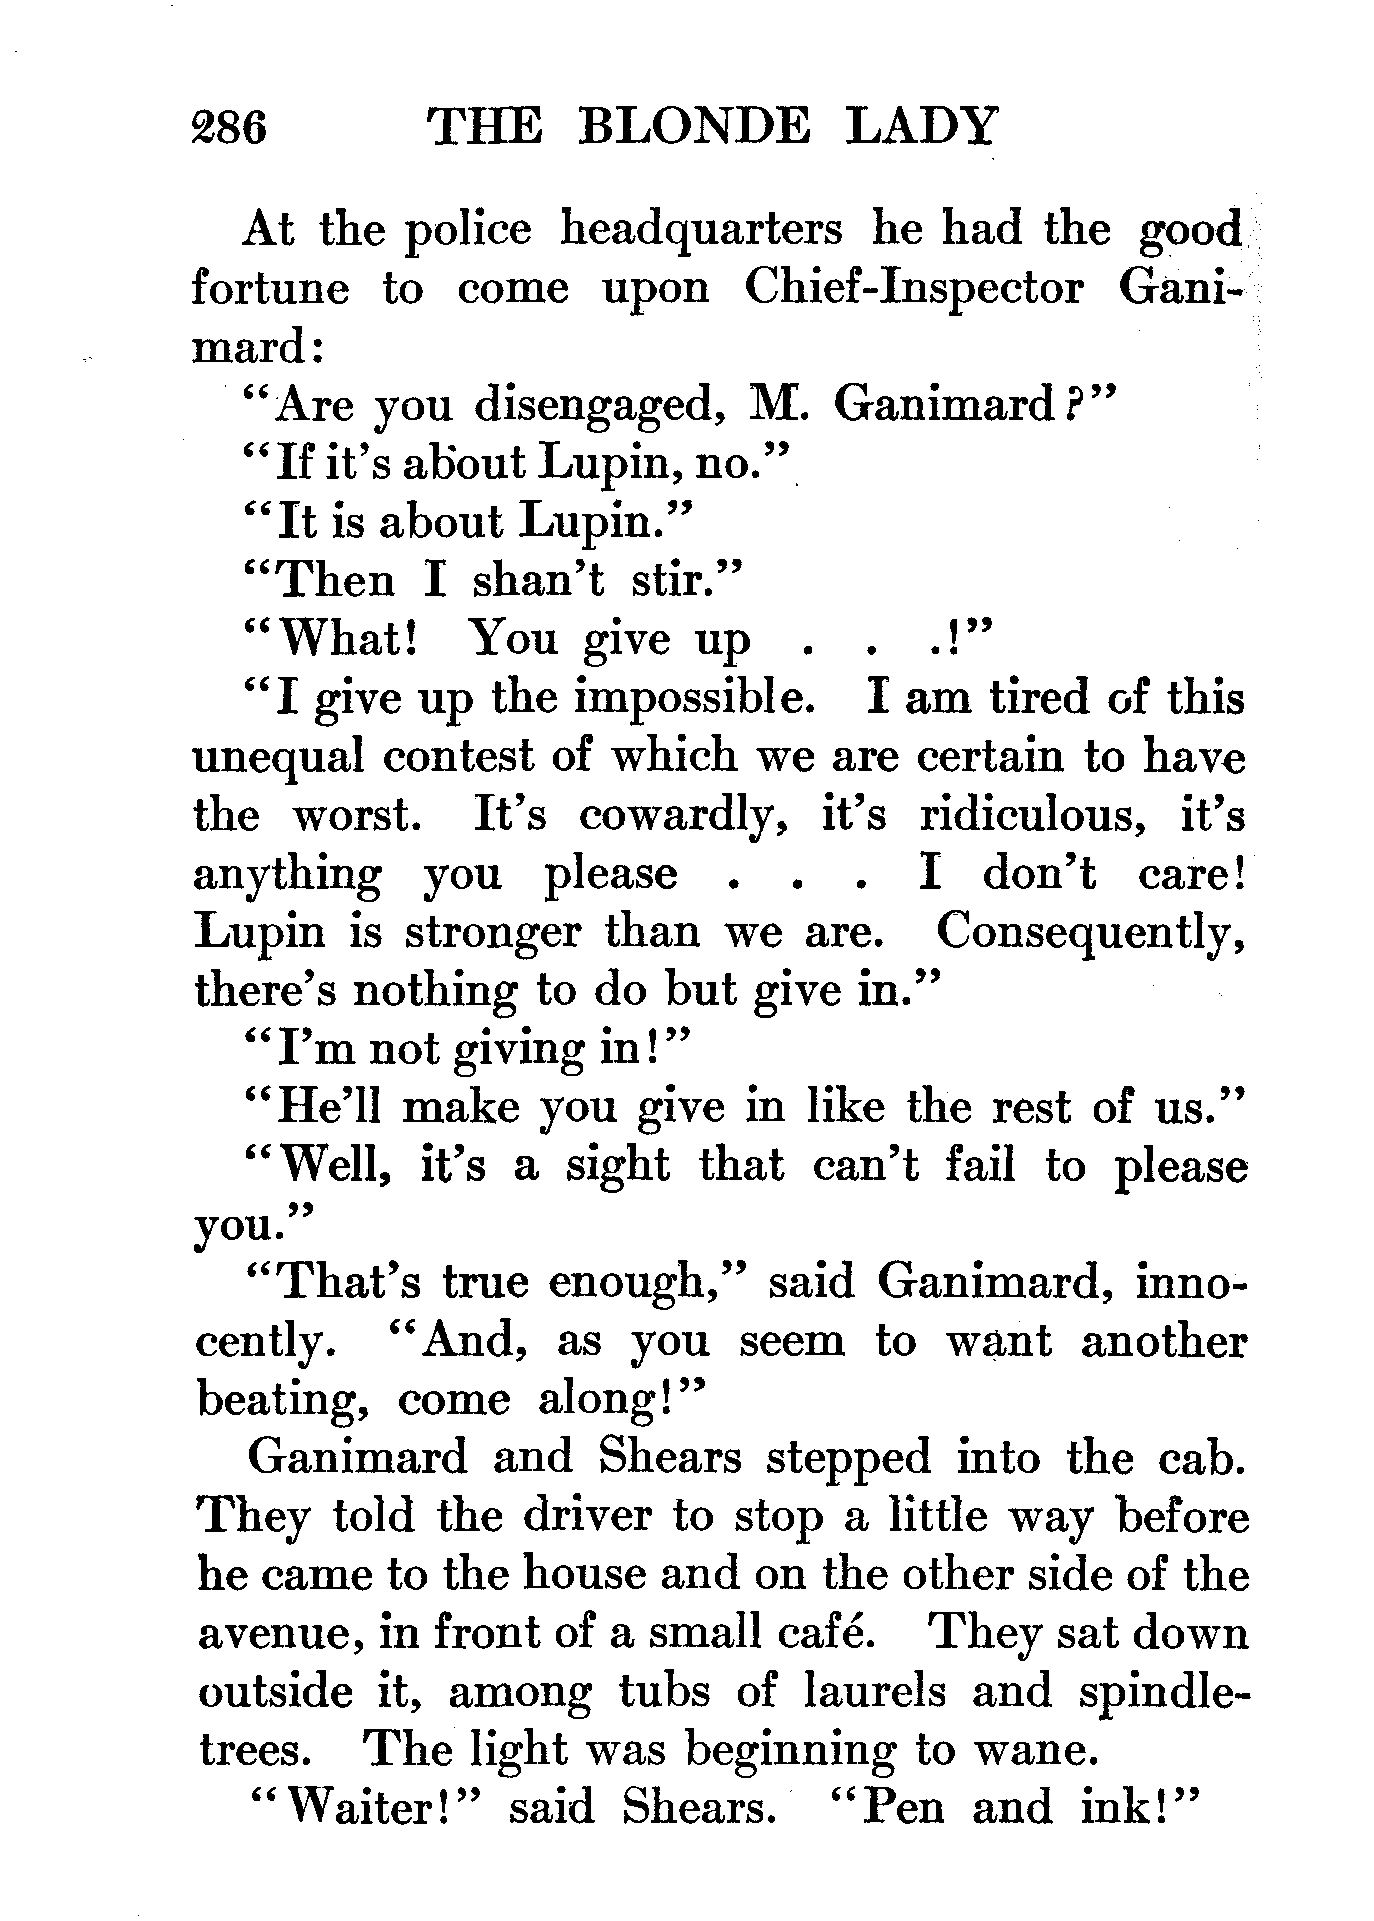 286 THE BLONDE LADY
At the police headquarters he had the good
fortune to come upon Chief-Inspector Gani-
mard:
“Are you disengaged, M. Ganimard?”
“If it’s about Lupin, no.”
“It is about Lupin.”
“Then I shan’t stir.”
“What! You give up . . .!”
“I give up the impossible. I am tired of this
unequal contest of which we are certain to have
the worst. It’s cowardly, it’s ridiculous, it’s
anything you please . . . I don’t care!
Lupin is stronger than we are. Consequently,
there’s nothing to do but give in.”
“I’m not giving in!”
“He’ll make you give in like the rest of us.”
“Well, it’s a sight that can’t fail to please
you.”
“That’s true enough,” said Ganimard, inno-
cently. “And, as you seem to want another
beating, come along!”
Ganimard and Shears stepped into the cab.
They told the driver to stop a little way before
he came to the house and on the other side of the
avenue, in front of a small café. They sat down
outside it, among tubs of laurels and spindle-
trees. The light was beginning to wane.
“Waiter!” said Shears. “Pen and ink!”